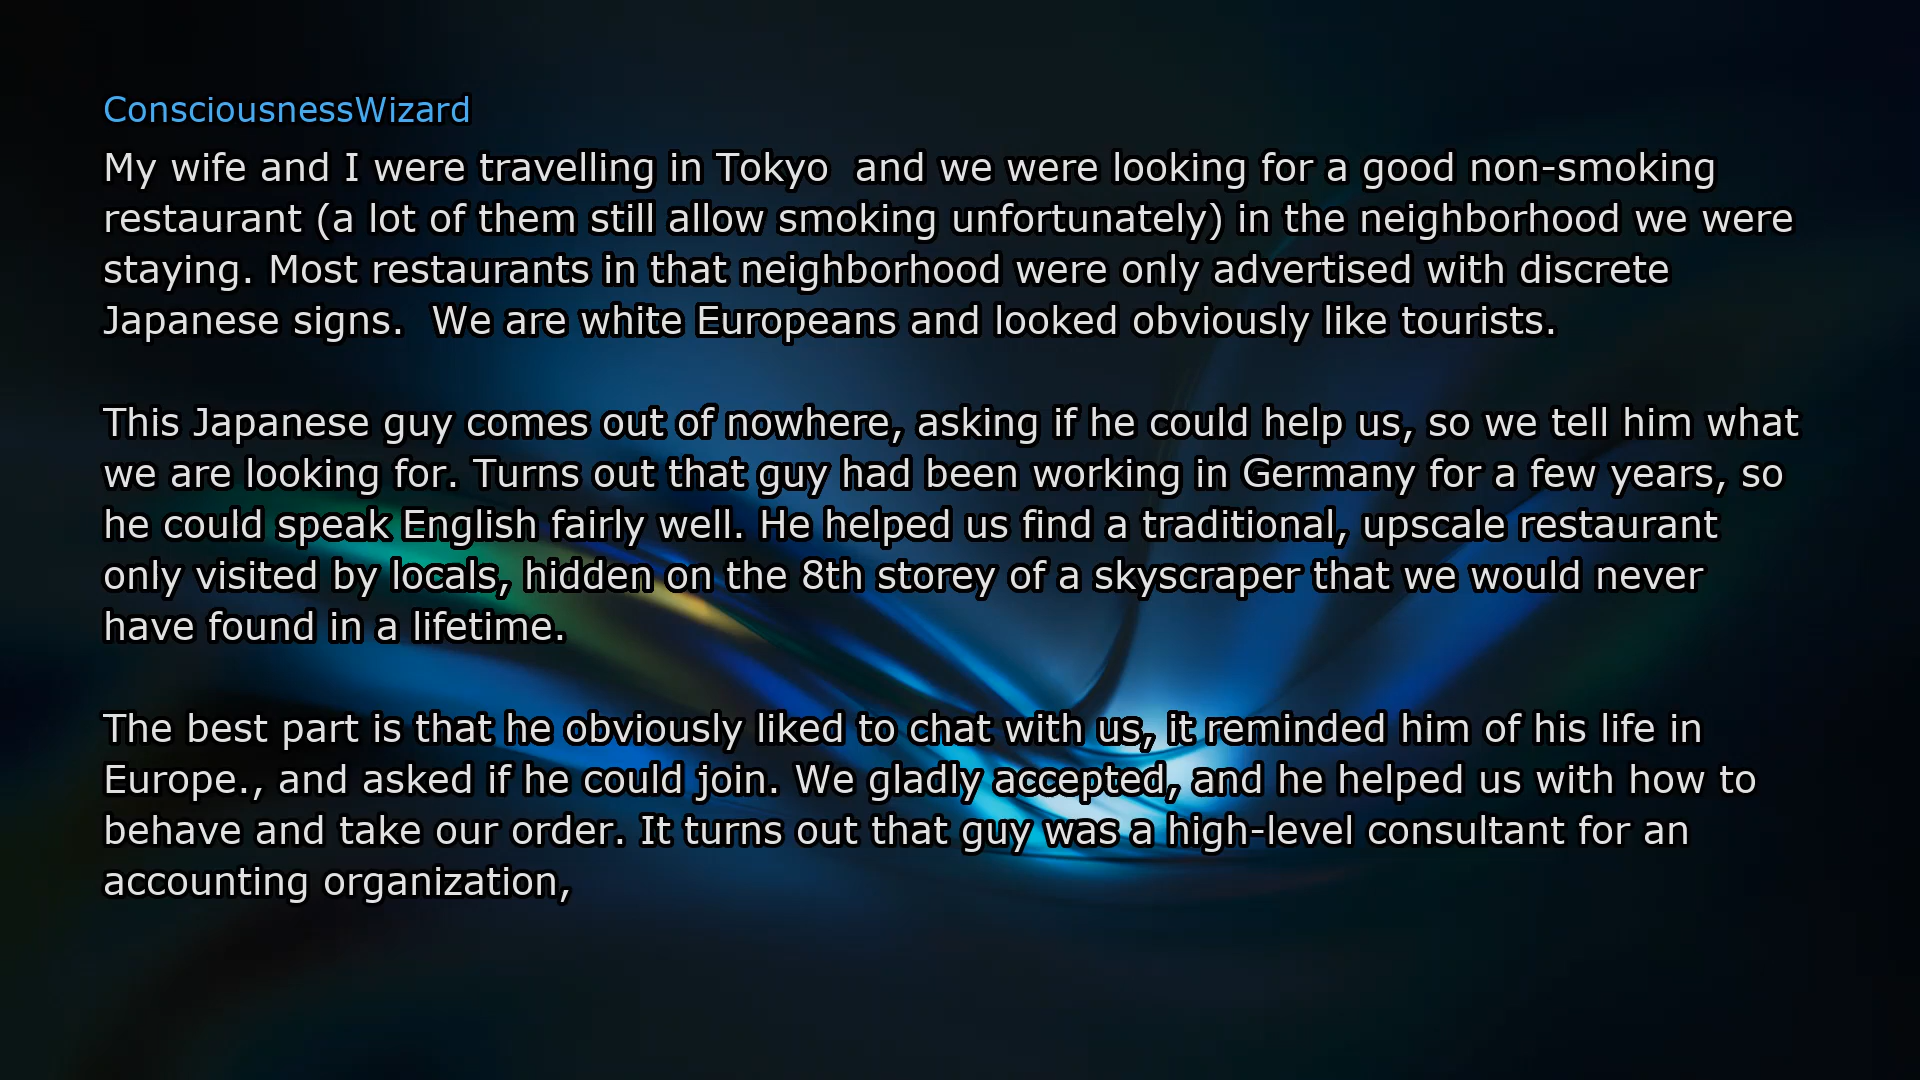 ConsciousnessWizard
My wife and I were travelling in Tokyo  and we were looking for a good non-smoking
restaurant (a lot of them still allow smoking unfortunately) in the neighborhood we were
staying. Most restaurants in that neighborhood were only advertised with discrete
Japanese signs.  We are white Europeans and looked obviously like tourists.
This Japanese guy comes out of nowhere, asking if he could help us, so we tell him what
we are looking for. Turns out that guy had been working in Germany for a few years, so
he could speak English fairly well. He helped us find a traditional, upscale restaurant
only visited by locals, hidden on the 8th storey of a skyscraper that we would never
have found in a lifetime.
The best part is that he obviously liked to chat with us, it reminded him of his life in
Europe., and asked if he could join. We gladly accepted, and he helped us with how to
behave and take our order. It turns out that guy was a high-level consultant for an
accounting organization,